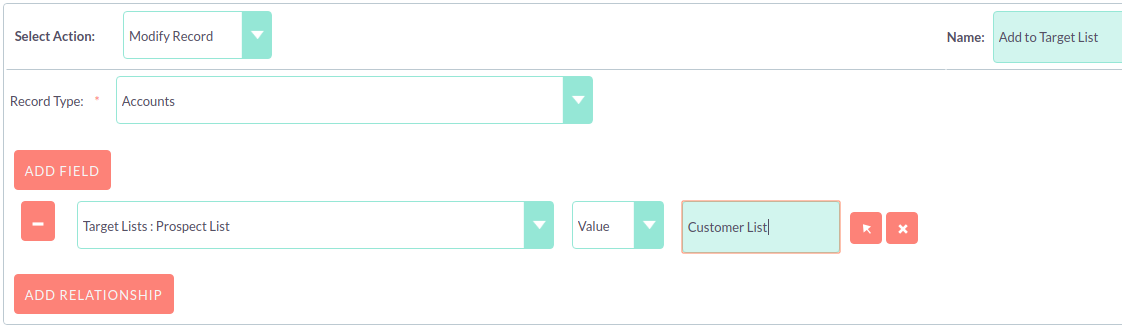 Select Action: Modify Record Name: Add to Target List
Record Type: * Accounts
ADD FIELD
Target Lists : Prospect List Value Customer List
ADD RELATIONSHIP